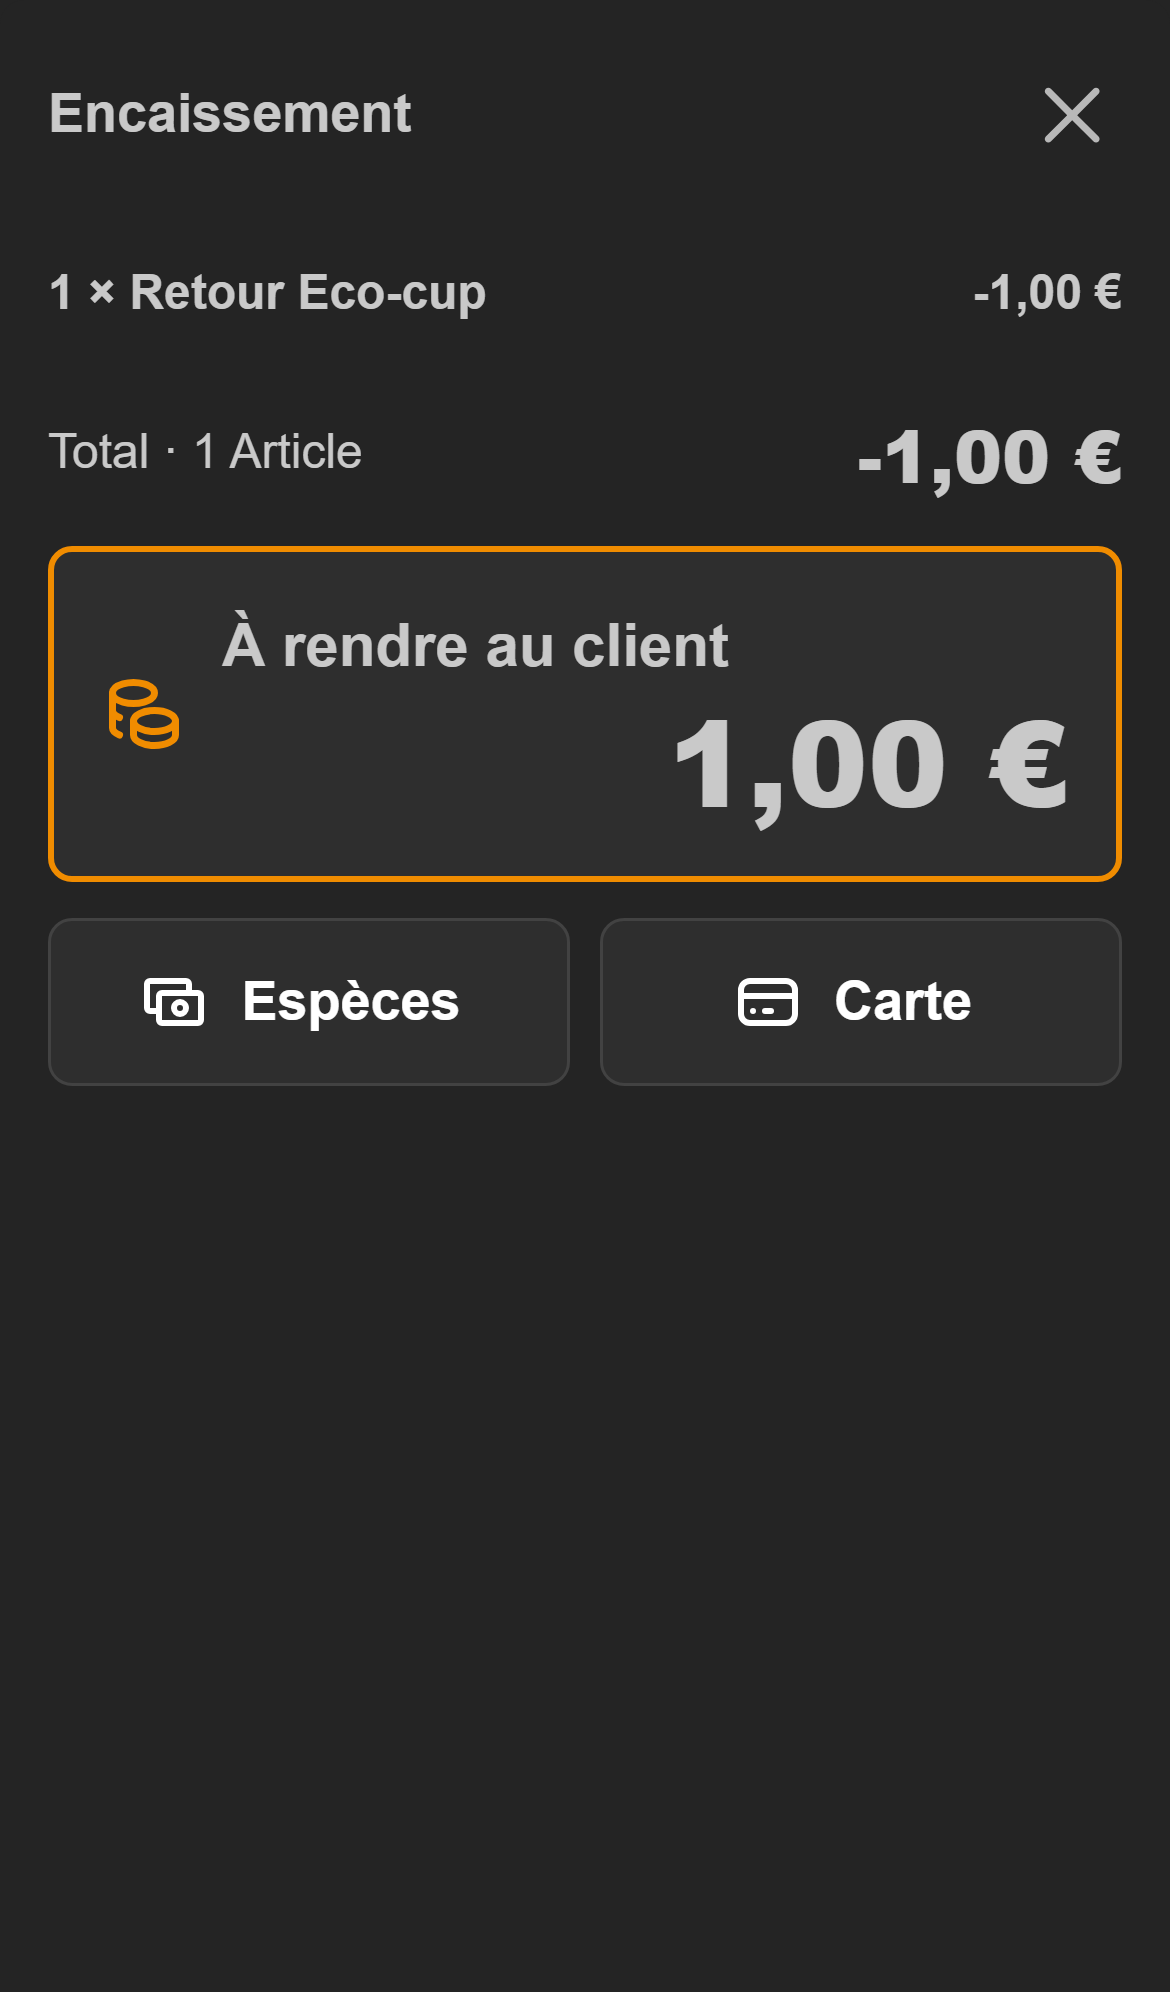 Encaissement
1 × Retour Eco-cup -1,00 €
Total · 1 Article -1,00 €
À rendre au client
1,00 €
Espèces Carte